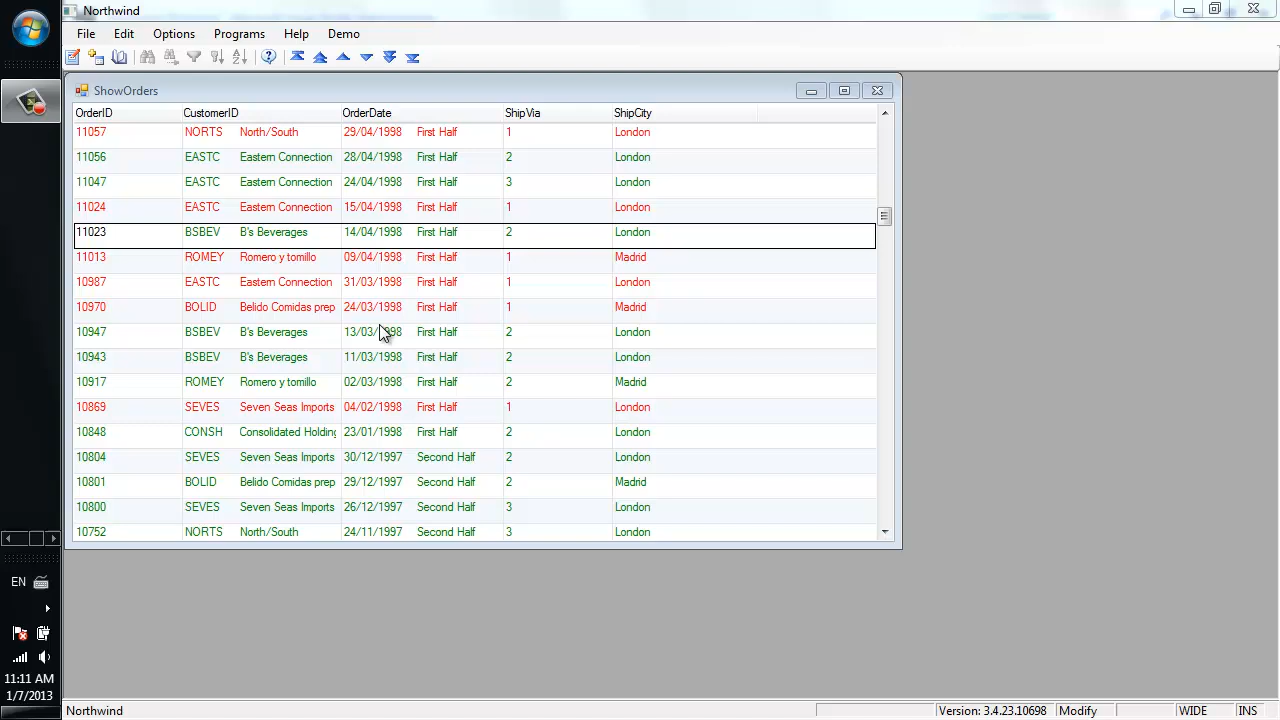 Northwind
File Edit Options Programs Help Demo
ShowOrders
OrderID CustomerID OrderDate ShipVia ShipCity
11057 NORTS North/South 29/04/1998 First Half 1 London
11056 EASTC Eastern Connection 28/04/1998 First Half 2 London
11047 EASTC Eastern Connection 24/04/1998 First Half 3 London
11024 EASTC Eastern Connection 15/04/1998 First Half 1 London
11023 BSBEV B's Beverages 14/04/1998 First Half 2 London
11013 ROMEY Romero y tomillo 09/04/1998 First Half 1 Madrid
10987 EASTC Eastern Connection 31/03/1998 First Half 1 London
10970 BOLID Bélido Comidas prep 24/03/1998 First Half 1 Madrid
10947 BSBEV B's Beverages 13/03/1998 First Half 2 London
10943 BSBEV B's Beverages 11/03/1998 First Half 2 London
10917 ROMEY Romero y tomillo 02/03/1998 First Half 2 Madrid
10869 SEVES Seven Seas Imports 04/02/1998 First Half 1 London
10848 CONSH Consolidated Holding 23/01/1998 First Half 2 London
10804 SEVES Seven Seas Imports 30/12/1997 Second Half 2 London
10801 BOLID Bélido Comidas prep 29/12/1997 Second Half 2 Madrid
10800 SEVES Seven Seas Imports 26/12/1997 Second Half 3 London
10752 NORTS North/South 24/11/1997 Second Half 3 London
EN
11:11 AM
1/7/2013
Northwind Version: 3.4.23.10698 Modify WIDE INS